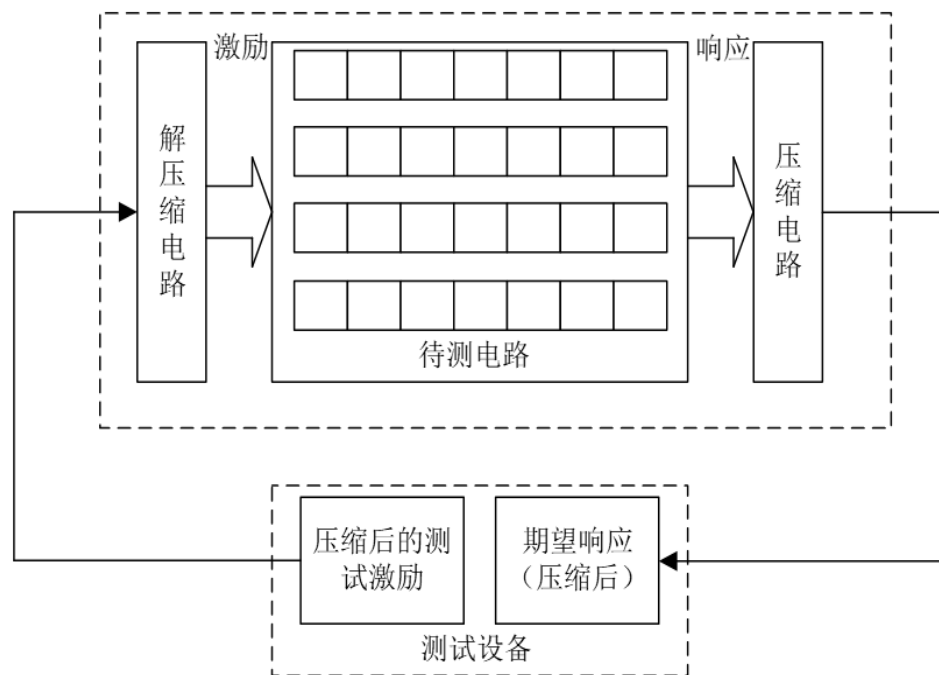 激励
响应
解压缩电路
压缩电路
待测电路
压缩后的测
试激励
期望响应
（压缩后）
测试设备